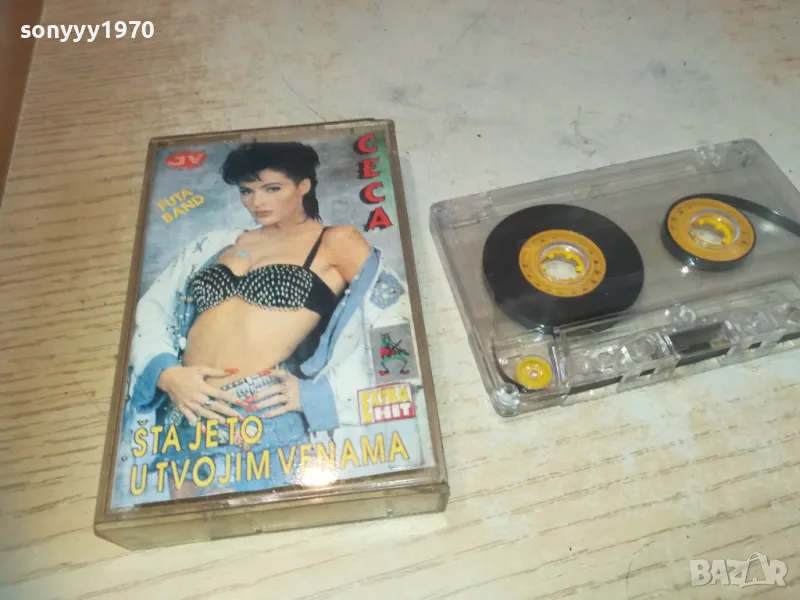 sonyyy1970
JV
FUTA
BAND
CECA
EXTRA
HIT
ŠTA JE TO
U TVOJIM VENAMA
BAZAR